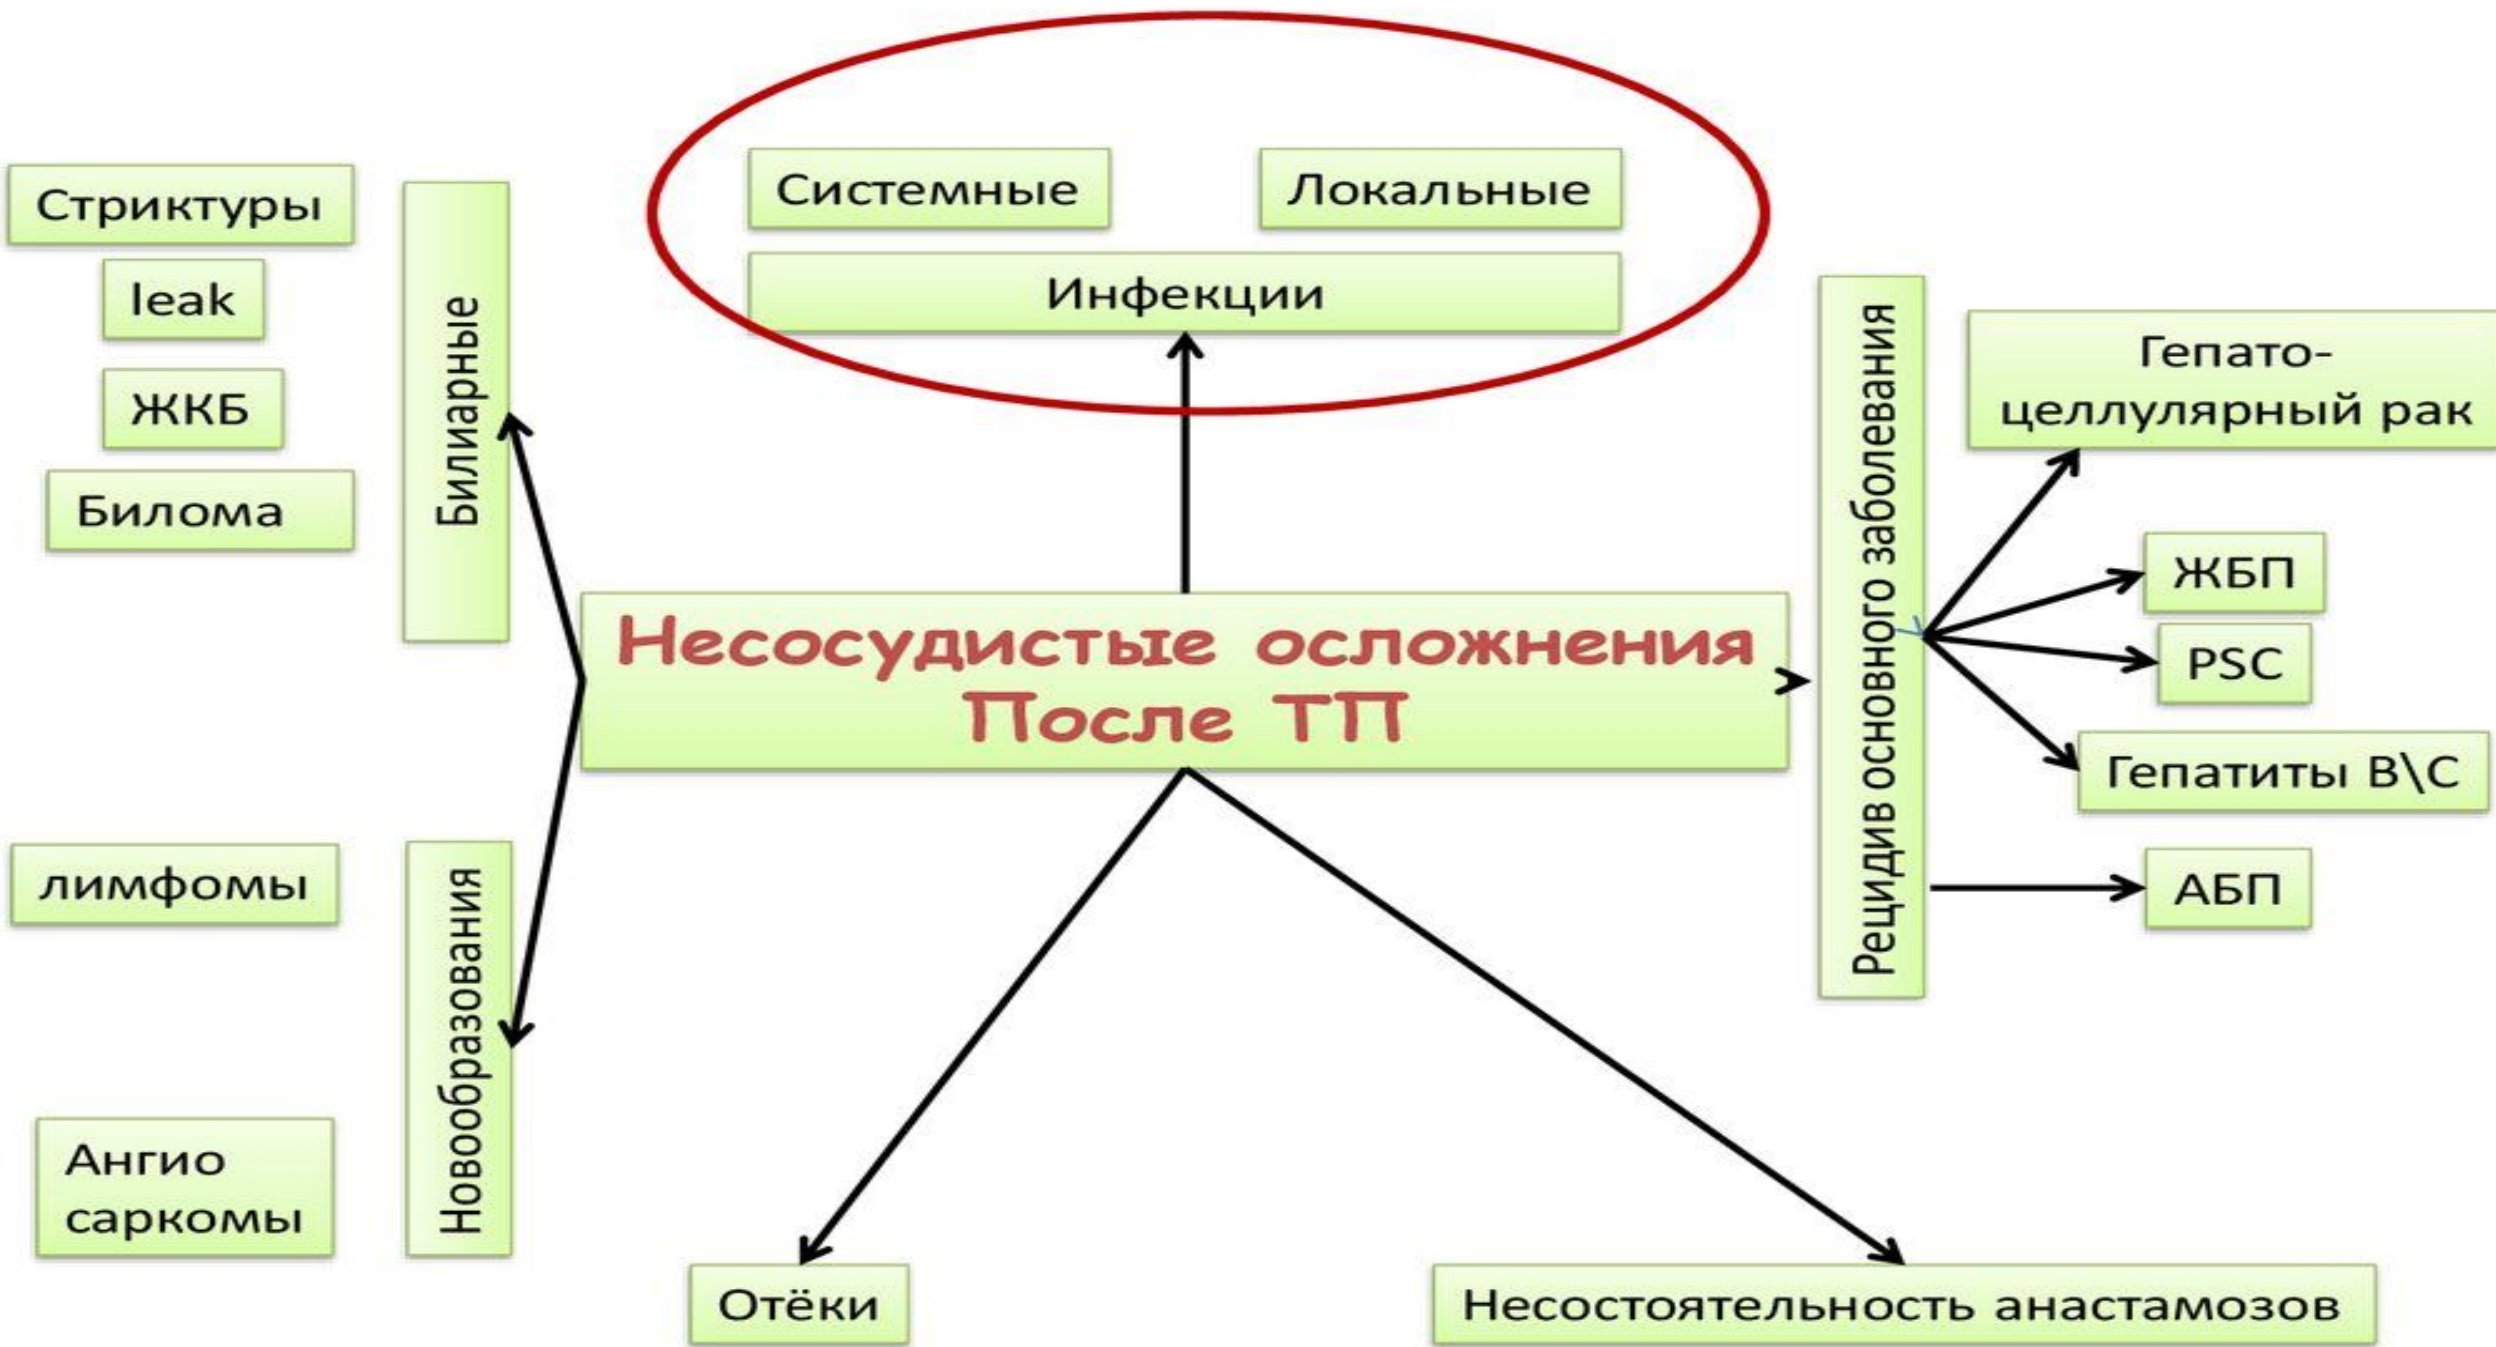 Системные
Локальные
Инфекции
Стриктуры
leak
ЖКБ
Билома
Билиарные
Несосудистые осложнения
После ТП
Рецидив основного заболевания
Гепато-
целлулярный рак
ЖБП
PSC
Гепатиты В\С
АБП
лимфомы
Ангио
саркомы
Новообразования
Отёки
Несостоятельность анастамозов